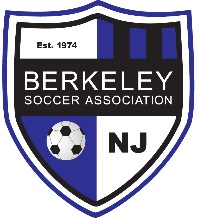 Est. 1974
BERKELEY
SOCCER ASSOCIATION
NJ